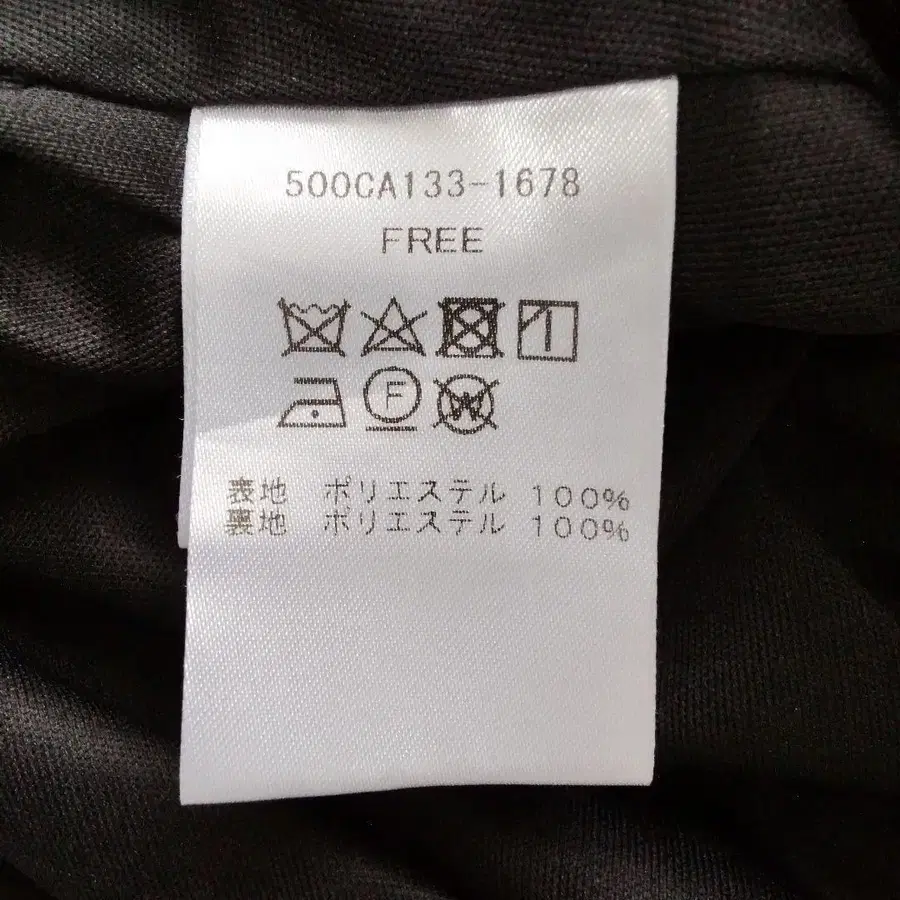 500CA133-1678
FREE
F
W
表地 ポリエステル 100%
裏地 ポリエステル 100%